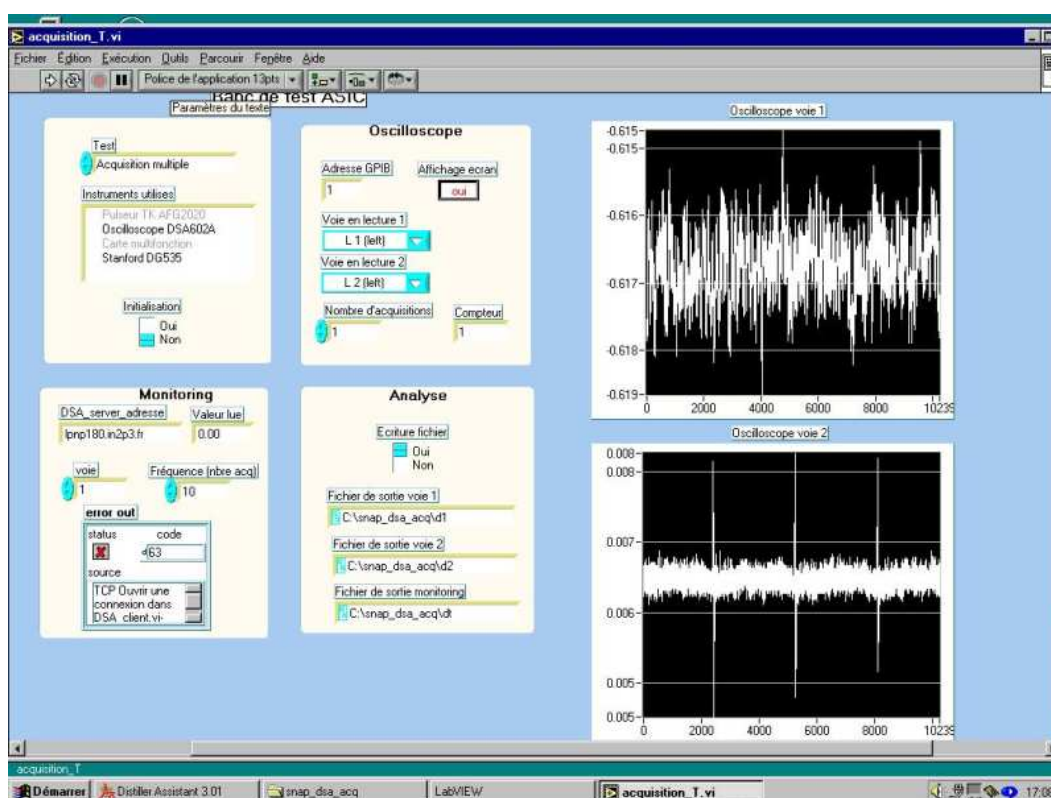 acquisition_T.vi
Fichier Édition Exécution Outils Parcourir Fenêtre Aide
Police de l'application 13pts
Banc de test ASIC
Paramètres du texte
Test
Acquisition multiple
Instruments utilises
Pulseur TK AFG2020
Oscilloscope DSA602A
Carte multifonction
Stanford DG535
Initialisation
Oui
Non
Oscilloscope
Adresse GPIB Affichage ecran
1 oui
Voie en lecture 1
L 1 (left)
Voie en lecture 2
L 2 (left)
Nombre d'acquisitions Compteur
1 1
Monitoring
DSA_server_adresse Valeur lue
lpnp180.in2p3.fr 0.00
voie Fréquence (nbre acq)
1 10
error out
status code
63
source
TCP Ouvrir une
connexion dans
DSA_client.vi-
Analyse
Ecriture fichier
Oui
Non
Fichier de sortie voie 1
C:\snap_dsa_acq\d1
Fichier de sortie voie 2
C:\snap_dsa_acq\d2
Fichier de sortie monitoring
C:\snap_dsa_acq\dt
Oscilloscope voie 1
-0.615
-0.615
-0.616
-0.617
-0.618
-0.619
0 2000 4000 6000 8000 10239
Oscilloscope voie 2
0.008
0.008
0.007
0.006
0.005
0.005
0 2000 4000 6000 8000 10239
acquisition_T
Démarrer Distiller Assistant 3.01 snap_dsa_acq LabVIEW acquisition_T.vi